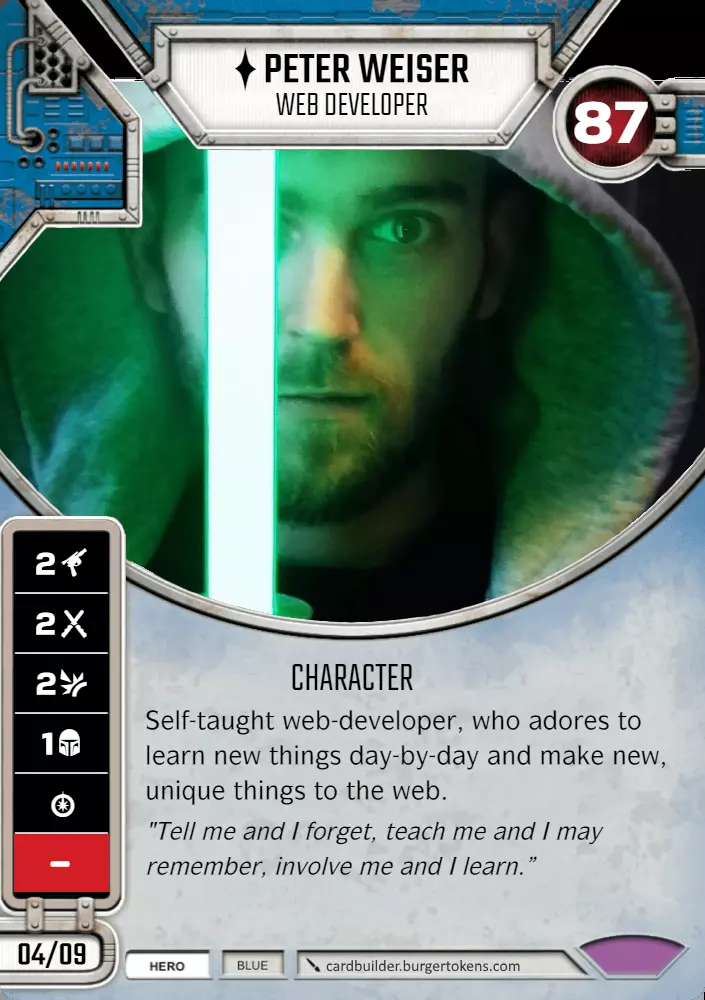 PETER WEISER
WEB DEVELOPER
87
2
2
2
1
–
CHARACTER
Self-taught web-developer, who adores to
learn new things day-by-day and make new,
unique things to the web.
"Tell me and I forget, teach me and I may
remember, involve me and I learn.”
04/09
HERO
BLUE
cardbuilder.burgertokens.com